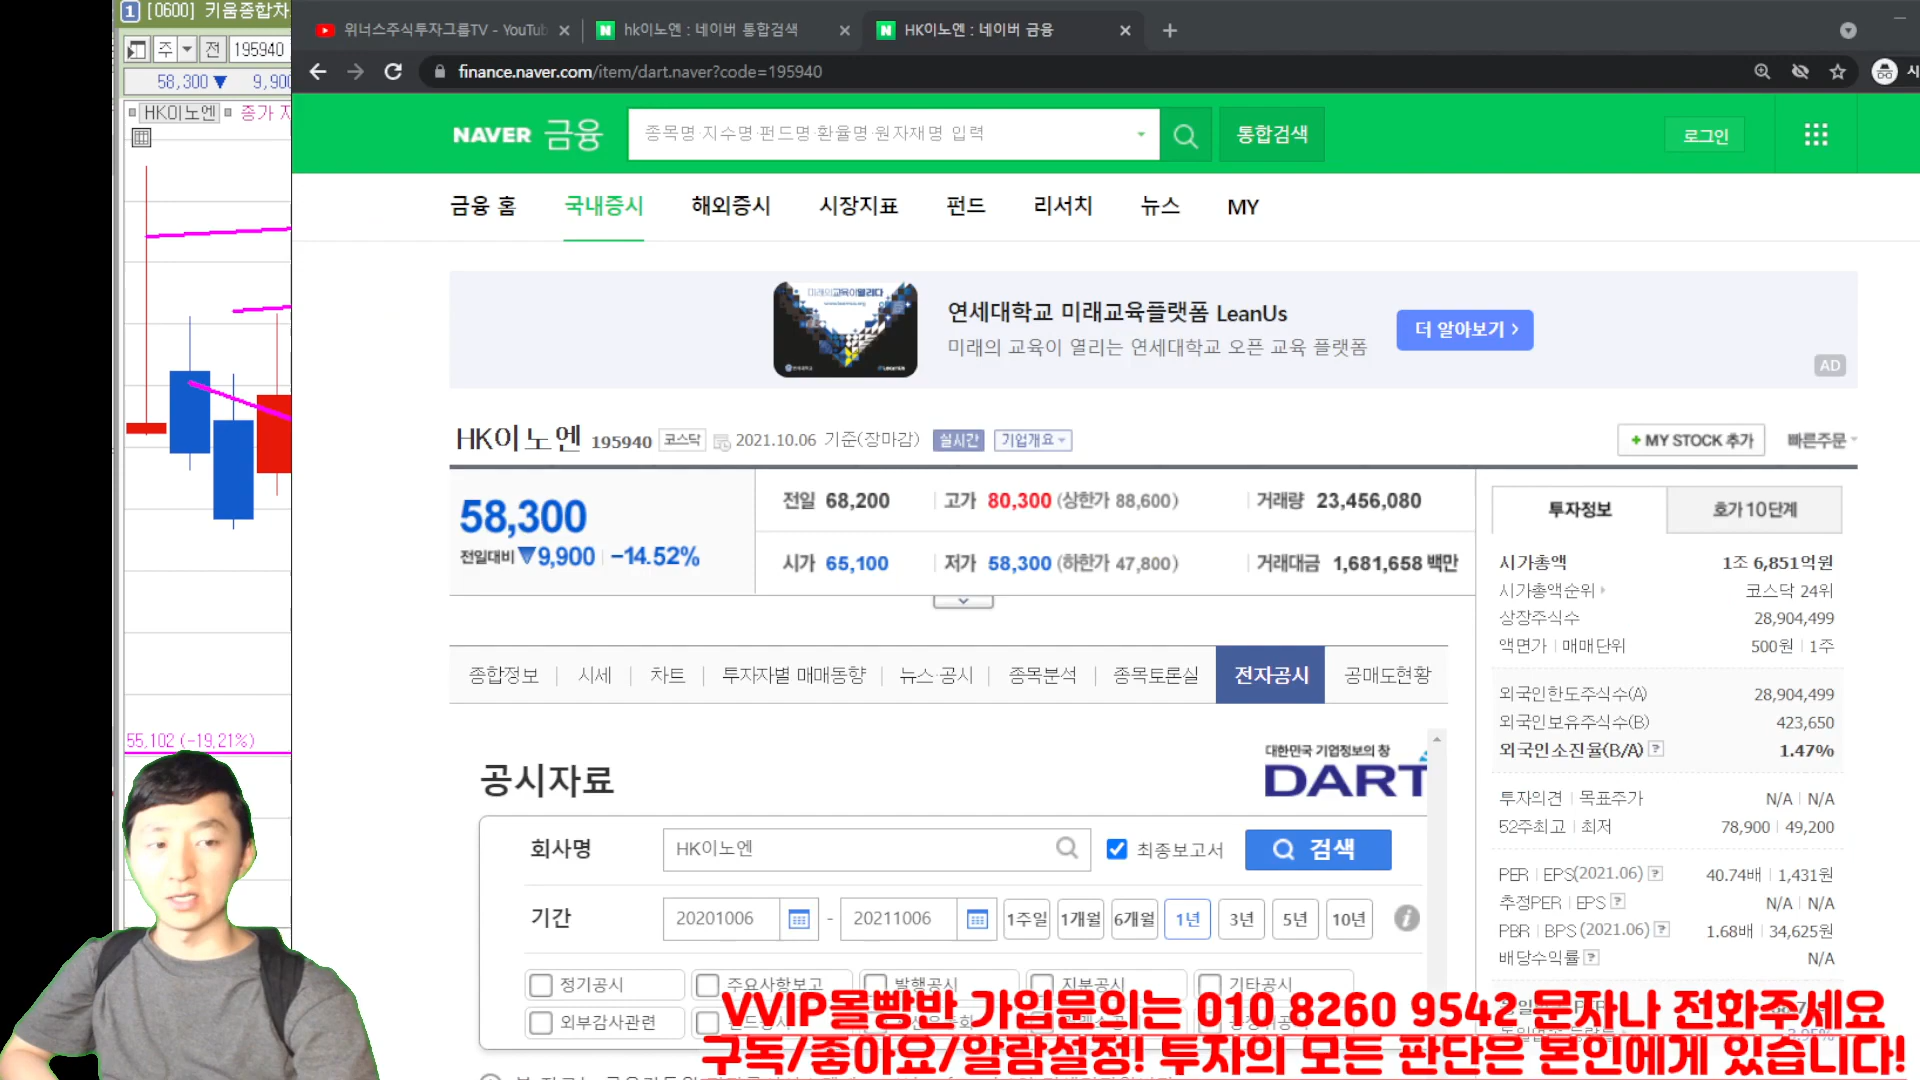 1 [0600] 키움종합차
주 전 195940
58,300 ▼ 9,900
HK이노엔 종가
55,102 (-19,21%)
위너스주식투자그룹TV - YouTub
hk이노엔 : 네이버 통합검색
HK이노엔 : 네이버 금융
finance.naver.com/item/dart.naver?code=195940
시
NAVER 금융
종목명·지수명·펀드명·환율명·원자재명 입력
통합검색
로그인
금융 홈 국내증시 해외증시 시장지표 펀드 리서치 뉴스 MY
연세대학교 미래교육플랫폼 LeanUs
미래의 교육이 열리는 연세대학교 오픈 교육 플랫폼
더 알아보기 >
AD
HK이노엔 195940 코스닥 2021.10.06 기준(장마감) 실시간 기업개요
+ MY STOCK 추가 빠른주문
58,300
전일대비 ▼9,900 | -14.52%
전일 68,200 고가 80,300 (상한가 88,600) 거래량 23,456,080
시가 65,100 저가 58,300 (하한가 47,800) 거래대금 1,681,658 백만
종합정보 | 시세 | 차트 | 투자자별 매매동향 | 뉴스·공시 | 종목분석 | 종목토론실 전자공시 공매도현황
투자정보 호가 10단계
시가총액 1조 6,851억원
시가총액순위 코스닥 24위
상장주식수 28,904,499
액면가 | 매매단위 500원 | 1주
외국인한도주식수(A) 28,904,499
외국인보유주식수(B) 423,650
외국인소진율(B/A) ? 1.47%
투자의견 | 목표주가 N/A | N/A
52주최고 | 최저 78,900 | 49,200
PER | EPS(2021.06) ? 40.74배 | 1,431원
추정PER | EPS ? N/A | N/A
PBR | BPS (2021.06) ? 1.68배 | 34,625원
배당수익률 ? N/A
공시자료
대한민국 기업정보의 창
DART
회사명 HK이노엔 최종보고서 검색
기간 20201006 - 20211006 1주일 1개월 6개월 1년 3년 5년 10년
정기공시 주요사항보고 발행공시 지분공시 기타공시
외부감사관련
VVIP몰빵반 가입문의는 010 8260 9542 문자나 전화주세요
구독/좋아요/알람설정! 투자의 모든 판단은 본인에게 있습니다!